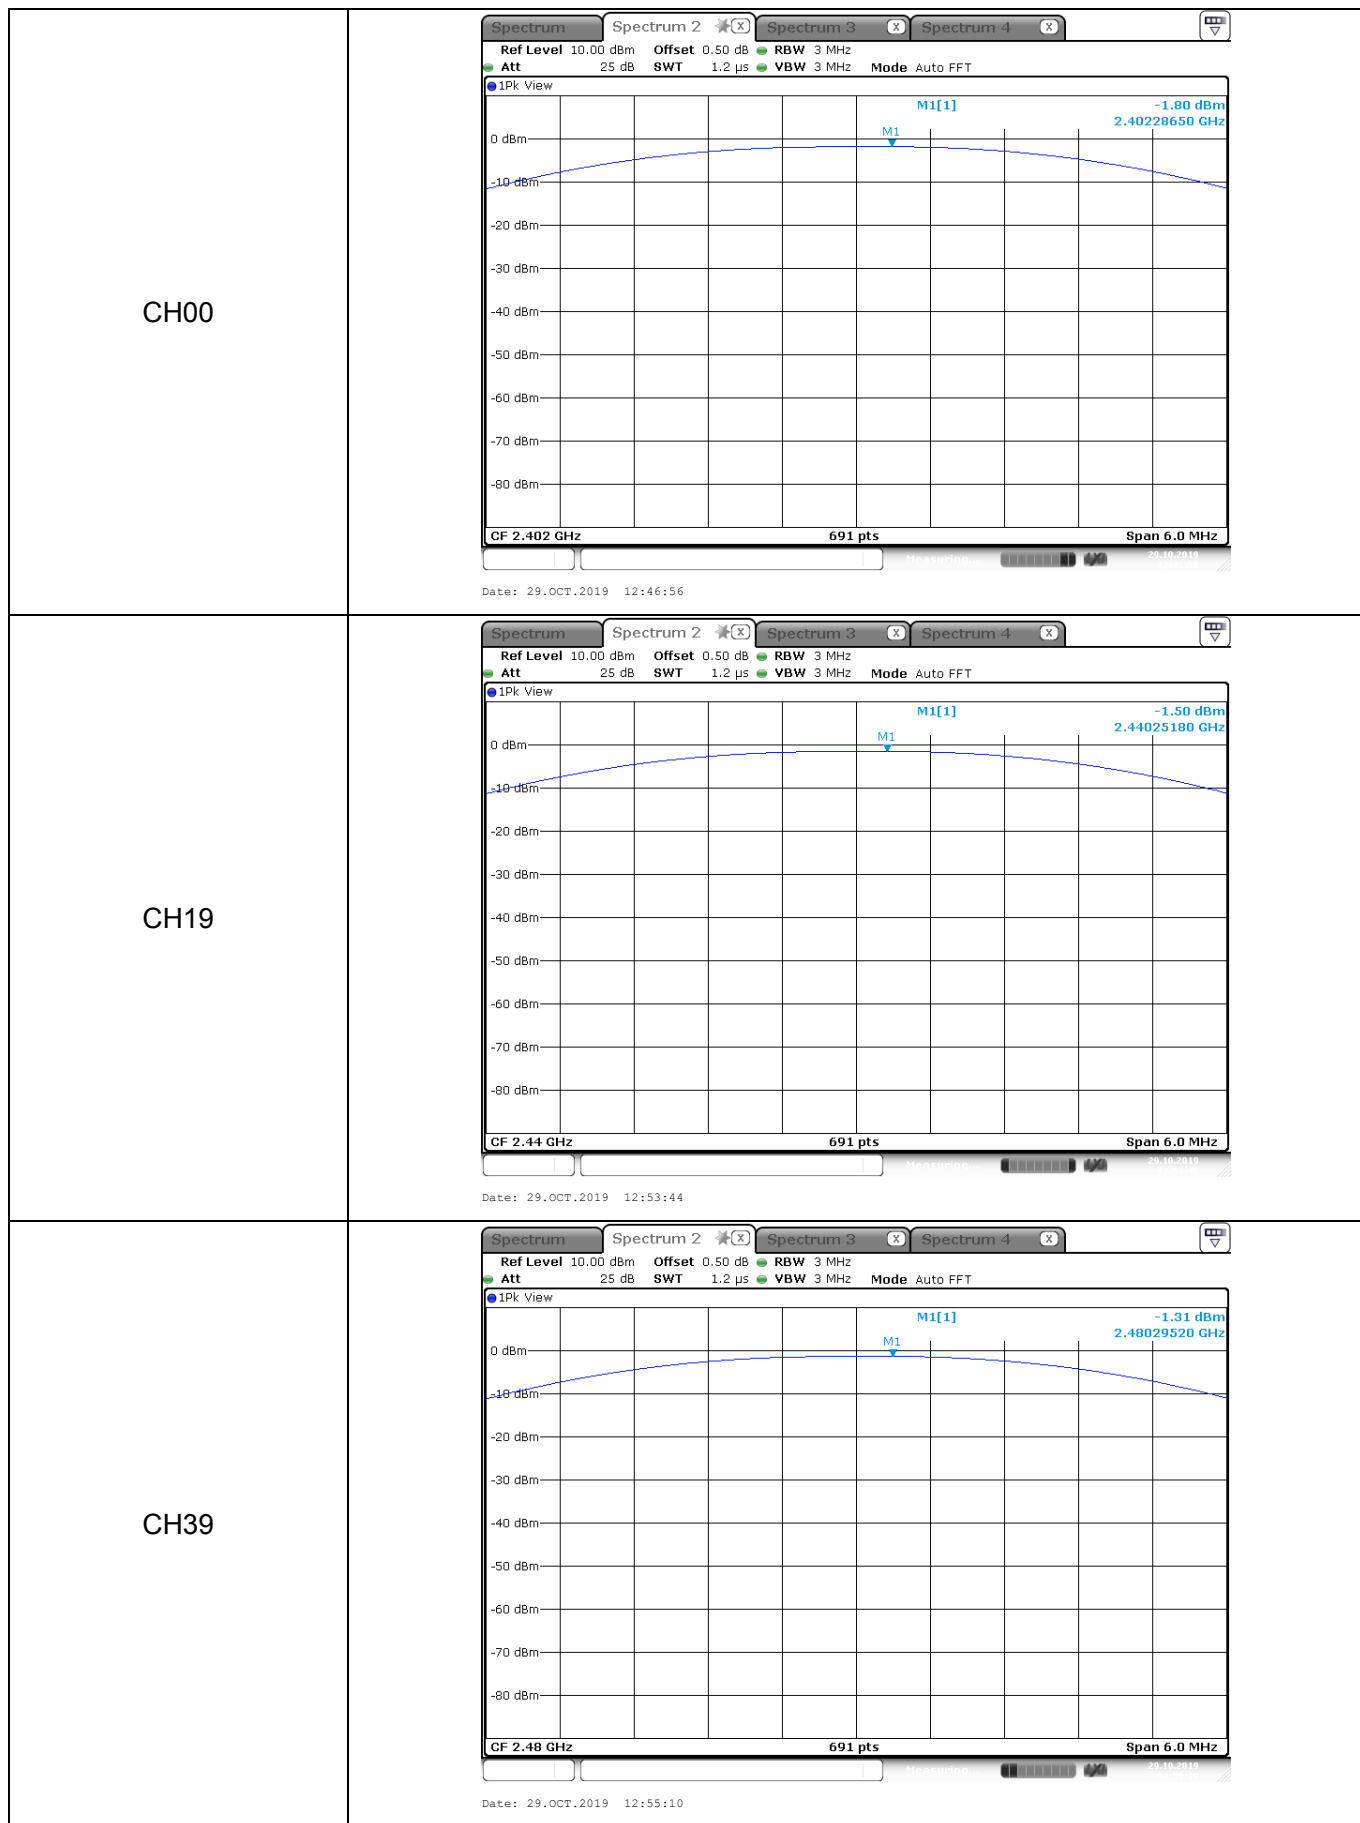 CH00
Spectrum Spectrum 2 X Spectrum 3 X Spectrum 4 X
Ref Level 10.00 dBm Offset 0.50 dB RBW 3 MHz
Att 25 dB SWT 1.2 µs VBW 3 MHz Mode Auto FFT
1Pk View
M1[1] -1.80 dBm
2.40228650 GHz
M1
0 dBm
-10 dBm
-20 dBm
-30 dBm
-40 dBm
-50 dBm
-60 dBm
-70 dBm
-80 dBm
CF 2.402 GHz 691 pts Span 6.0 MHz
Measuring... 29.10.2019
Date: 29.OCT.2019 12:46:56
CH19
Spectrum Spectrum 2 X Spectrum 3 X Spectrum 4 X
Ref Level 10.00 dBm Offset 0.50 dB RBW 3 MHz
Att 25 dB SWT 1.2 µs VBW 3 MHz Mode Auto FFT
1Pk View
M1[1] -1.50 dBm
2.44025180 GHz
M1
0 dBm
-10 dBm
-20 dBm
-30 dBm
-40 dBm
-50 dBm
-60 dBm
-70 dBm
-80 dBm
CF 2.44 GHz 691 pts Span 6.0 MHz
Measuring... 29.10.2019
Date: 29.OCT.2019 12:53:44
CH39
Spectrum Spectrum 2 X Spectrum 3 X Spectrum 4 X
Ref Level 10.00 dBm Offset 0.50 dB RBW 3 MHz
Att 25 dB SWT 1.2 µs VBW 3 MHz Mode Auto FFT
1Pk View
M1[1] -1.31 dBm
2.48029520 GHz
M1
0 dBm
-10 dBm
-20 dBm
-30 dBm
-40 dBm
-50 dBm
-60 dBm
-70 dBm
-80 dBm
CF 2.48 GHz 691 pts Span 6.0 MHz
Measuring... 29.10.2019
Date: 29.OCT.2019 12:55:10